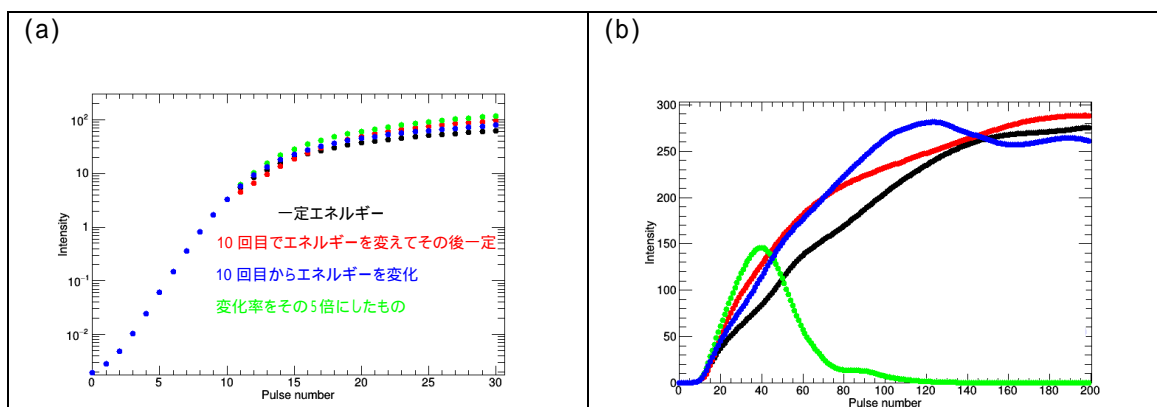 (a)
(b)
Intensity
10²
10
1
10⁻¹
10⁻²
一定エネルギー
10 回目でエネルギーを変えてその後一定
10 回目からエネルギーを変化
変化率をその5倍にしたもの
0 5 10 15 20 25 30
Pulse number
Intensity
300
250
200
150
100
50
0
0 20 40 60 80 100 120 140 160 180 200
Pulse number